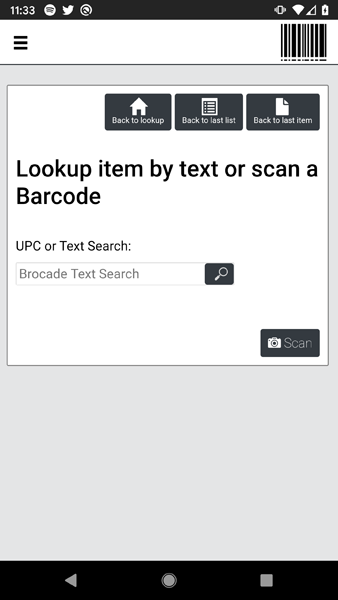 11:33
Back to lookup
Back to last list
Back to last item
Lookup item by text or scan a
Barcode
UPC or Text Search:
Brocade Text Search
Scan